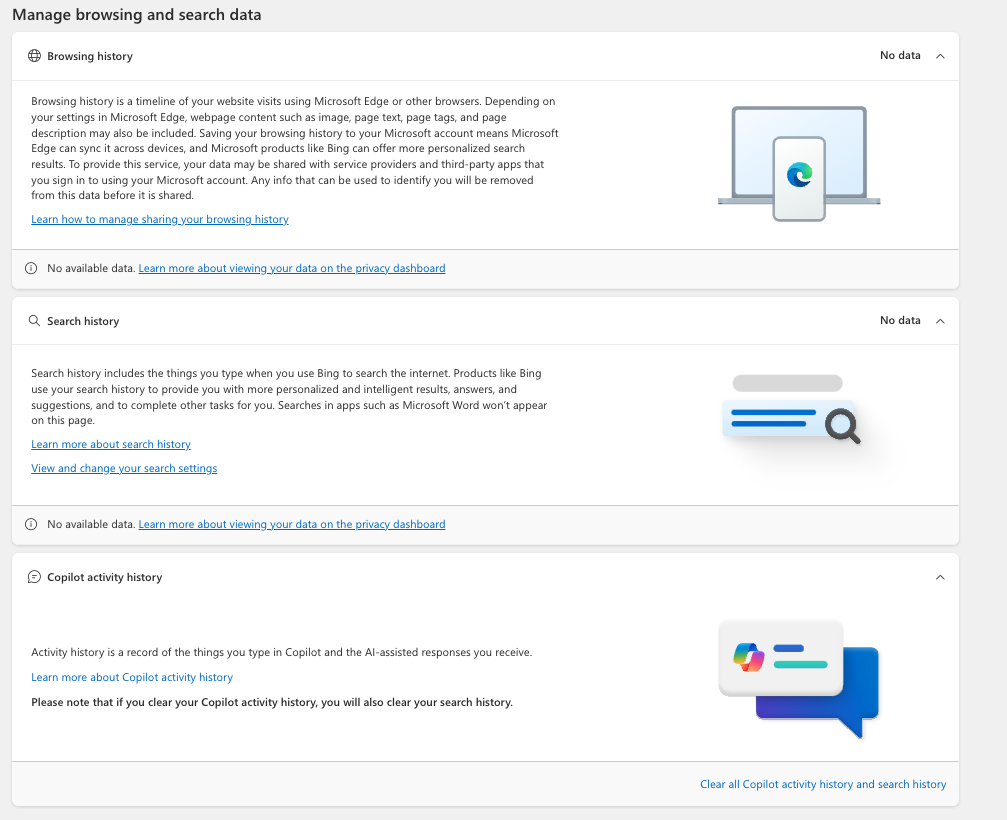 Manage browsing and search data
Browsing history
No data
Browsing history is a timeline of your website visits using Microsoft Edge or other browsers. Depending on
your settings in Microsoft Edge, webpage content such as image, page text, page tags, and page
description may also be included. Saving your browsing history to your Microsoft account means Microsoft
Edge can sync it across devices, and Microsoft products like Bing can offer more personalized search
results. To provide this service, your data may be shared with service providers and third-party apps that
you sign in to using your Microsoft account. Any info that can be used to identify you will be removed
from this data before it is shared.
Learn how to manage sharing your browsing history
No available data. Learn more about viewing your data on the privacy dashboard
Search history
No data
Search history includes the things you type when you use Bing to search the internet. Products like Bing
use your search history to provide you with more personalized and intelligent results, answers, and
suggestions, and to complete other tasks for you. Searches in apps such as Microsoft Word won’t appear
on this page.
Learn more about search history
View and change your search settings
No available data. Learn more about viewing your data on the privacy dashboard
Copilot activity history
Activity history is a record of the things you type in Copilot and the AI-assisted responses you receive.
Learn more about Copilot activity history
Please note that if you clear your Copilot activity history, you will also clear your search history.
Clear all Copilot activity history and search history